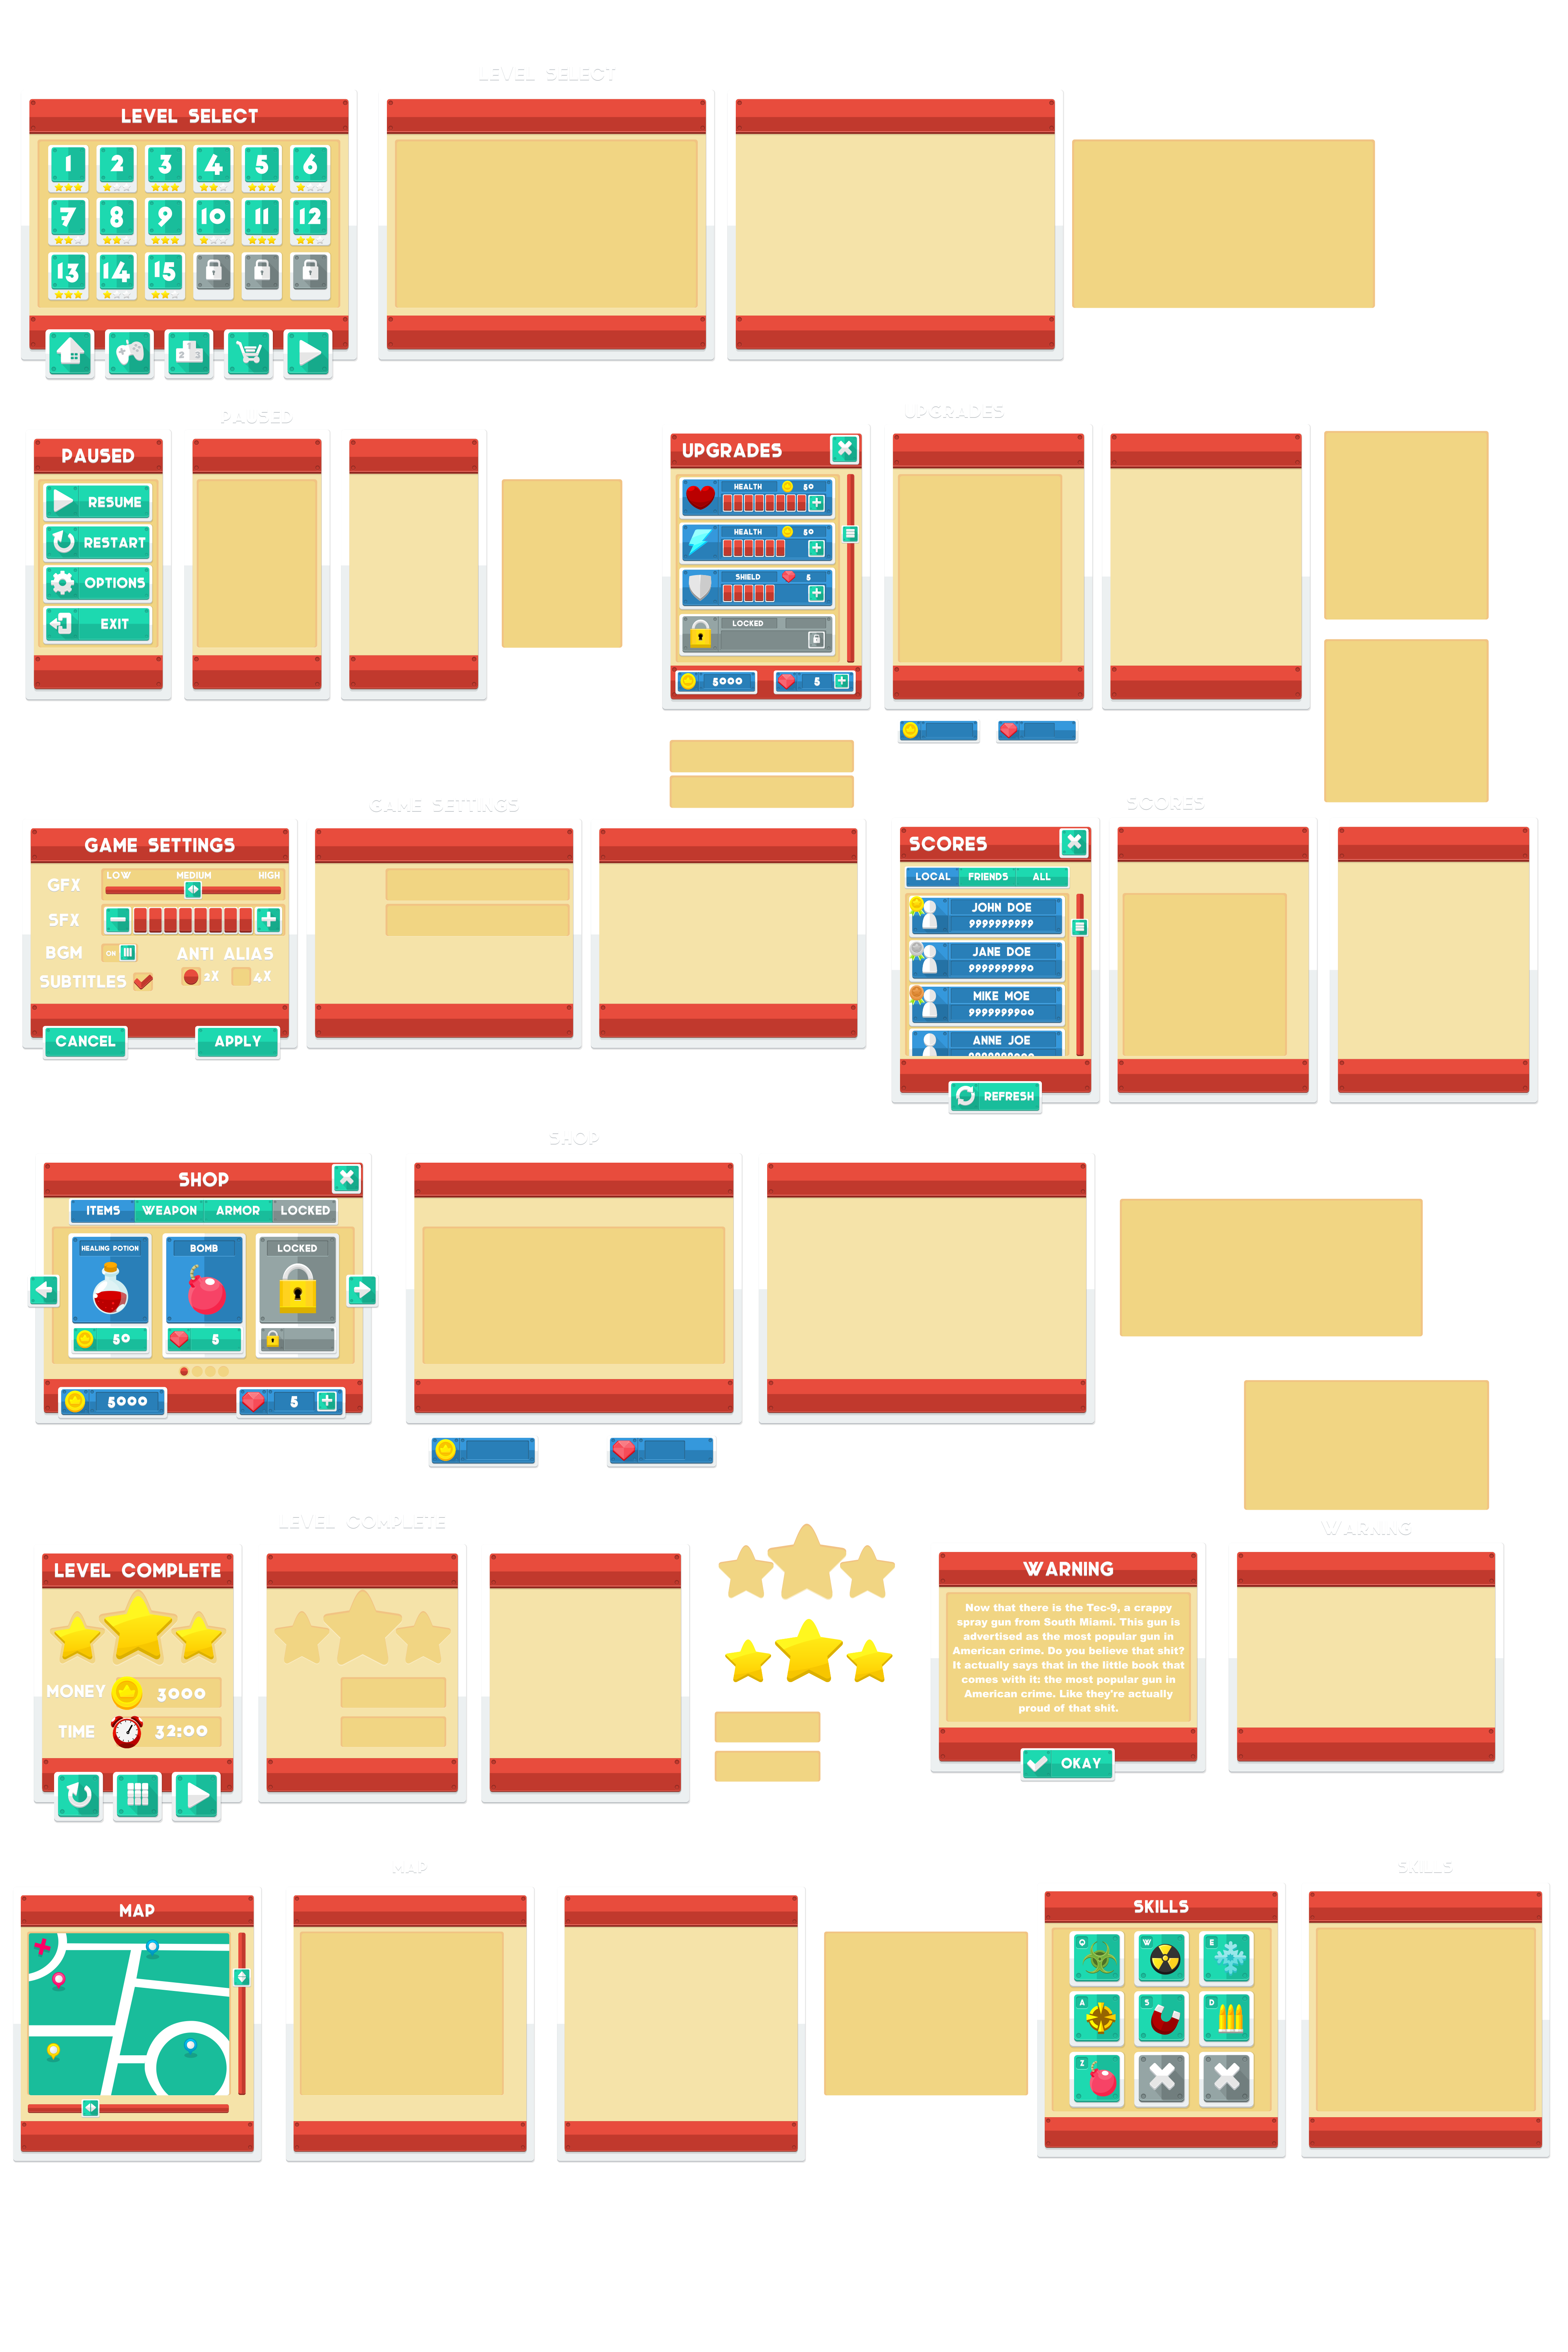 LEVEL SELECT
LEVEL SELECT
1 2 3 4 5 6
7 8 9 10 11 12
13 14 15
1 2 3
PAUSED
UPGRADES
PAUSED
RESUME
RESTART
OPTIONS
EXIT
UPGRADES
HEALTH 50
HEALTH 50
SHIELD 5
LOCKED
5000 5
GAME SETTINGS
SCORES
GAME SETTINGS
GFX LOW MEDIUM HIGH
SFX
BGM ON ANTI ALIAS
SUBTITLES 2X 4X
CANCEL APPLY
SCORES
LOCAL FRIENDS ALL
JOHN DOE
9999999999
JANE DOE
9999999990
MIKE MOE
9999999900
ANNE JOE
REFRESH
SHOP
SHOP
ITEMS WEAPON ARMOR LOCKED
HEALING POTION BOMB LOCKED
50 5
5000 5
LEVEL COMPLETE
WARNING
LEVEL COMPLETE
MONEY 3000
TIME 32:00
WARNING
Now that there is the Tec-9, a crappy
spray gun from South Miami. This gun is
advertised as the most popular gun in
American crime. Do you believe that shit?
It actually says that in the little book that
comes with it: the most popular gun in
American crime. Like they're actually
proud of that shit.
OKAY
MAP
SKILLS
MAP
SKILLS
Q W E
A S D
Z